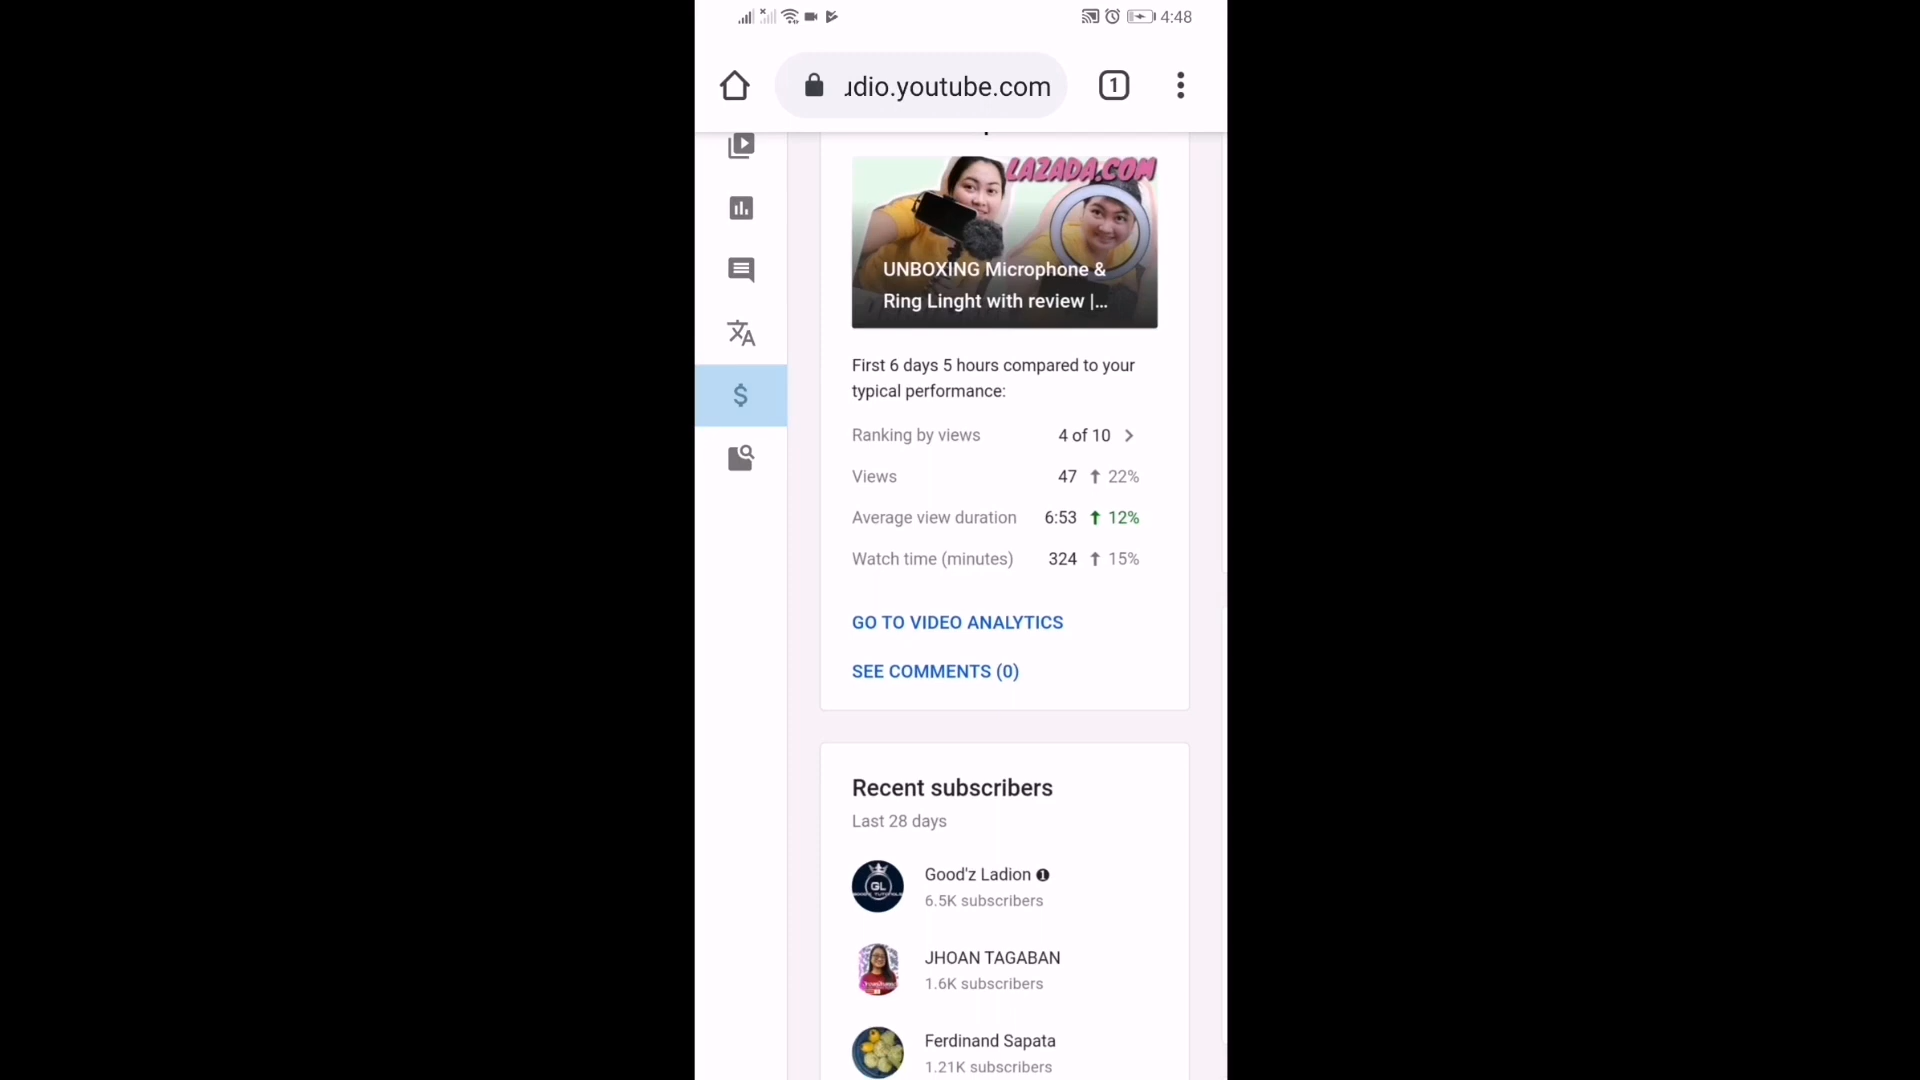 4:48
udio.youtube.com
1
LAZADA.COM
UNBOXING Microphone &
Ring Linght with review |...
First 6 days 5 hours compared to your
typical performance:
Ranking by views 4 of 10
Views 47 22%
Average view duration 6:53 12%
Watch time (minutes) 324 15%
GO TO VIDEO ANALYTICS
SEE COMMENTS (0)
Recent subscribers
Last 28 days
GL
Good'z Ladion ❶
6.5K subscribers
JHOAN TAGABAN
1.6K subscribers
Ferdinand Sapata
1.21K subscribers